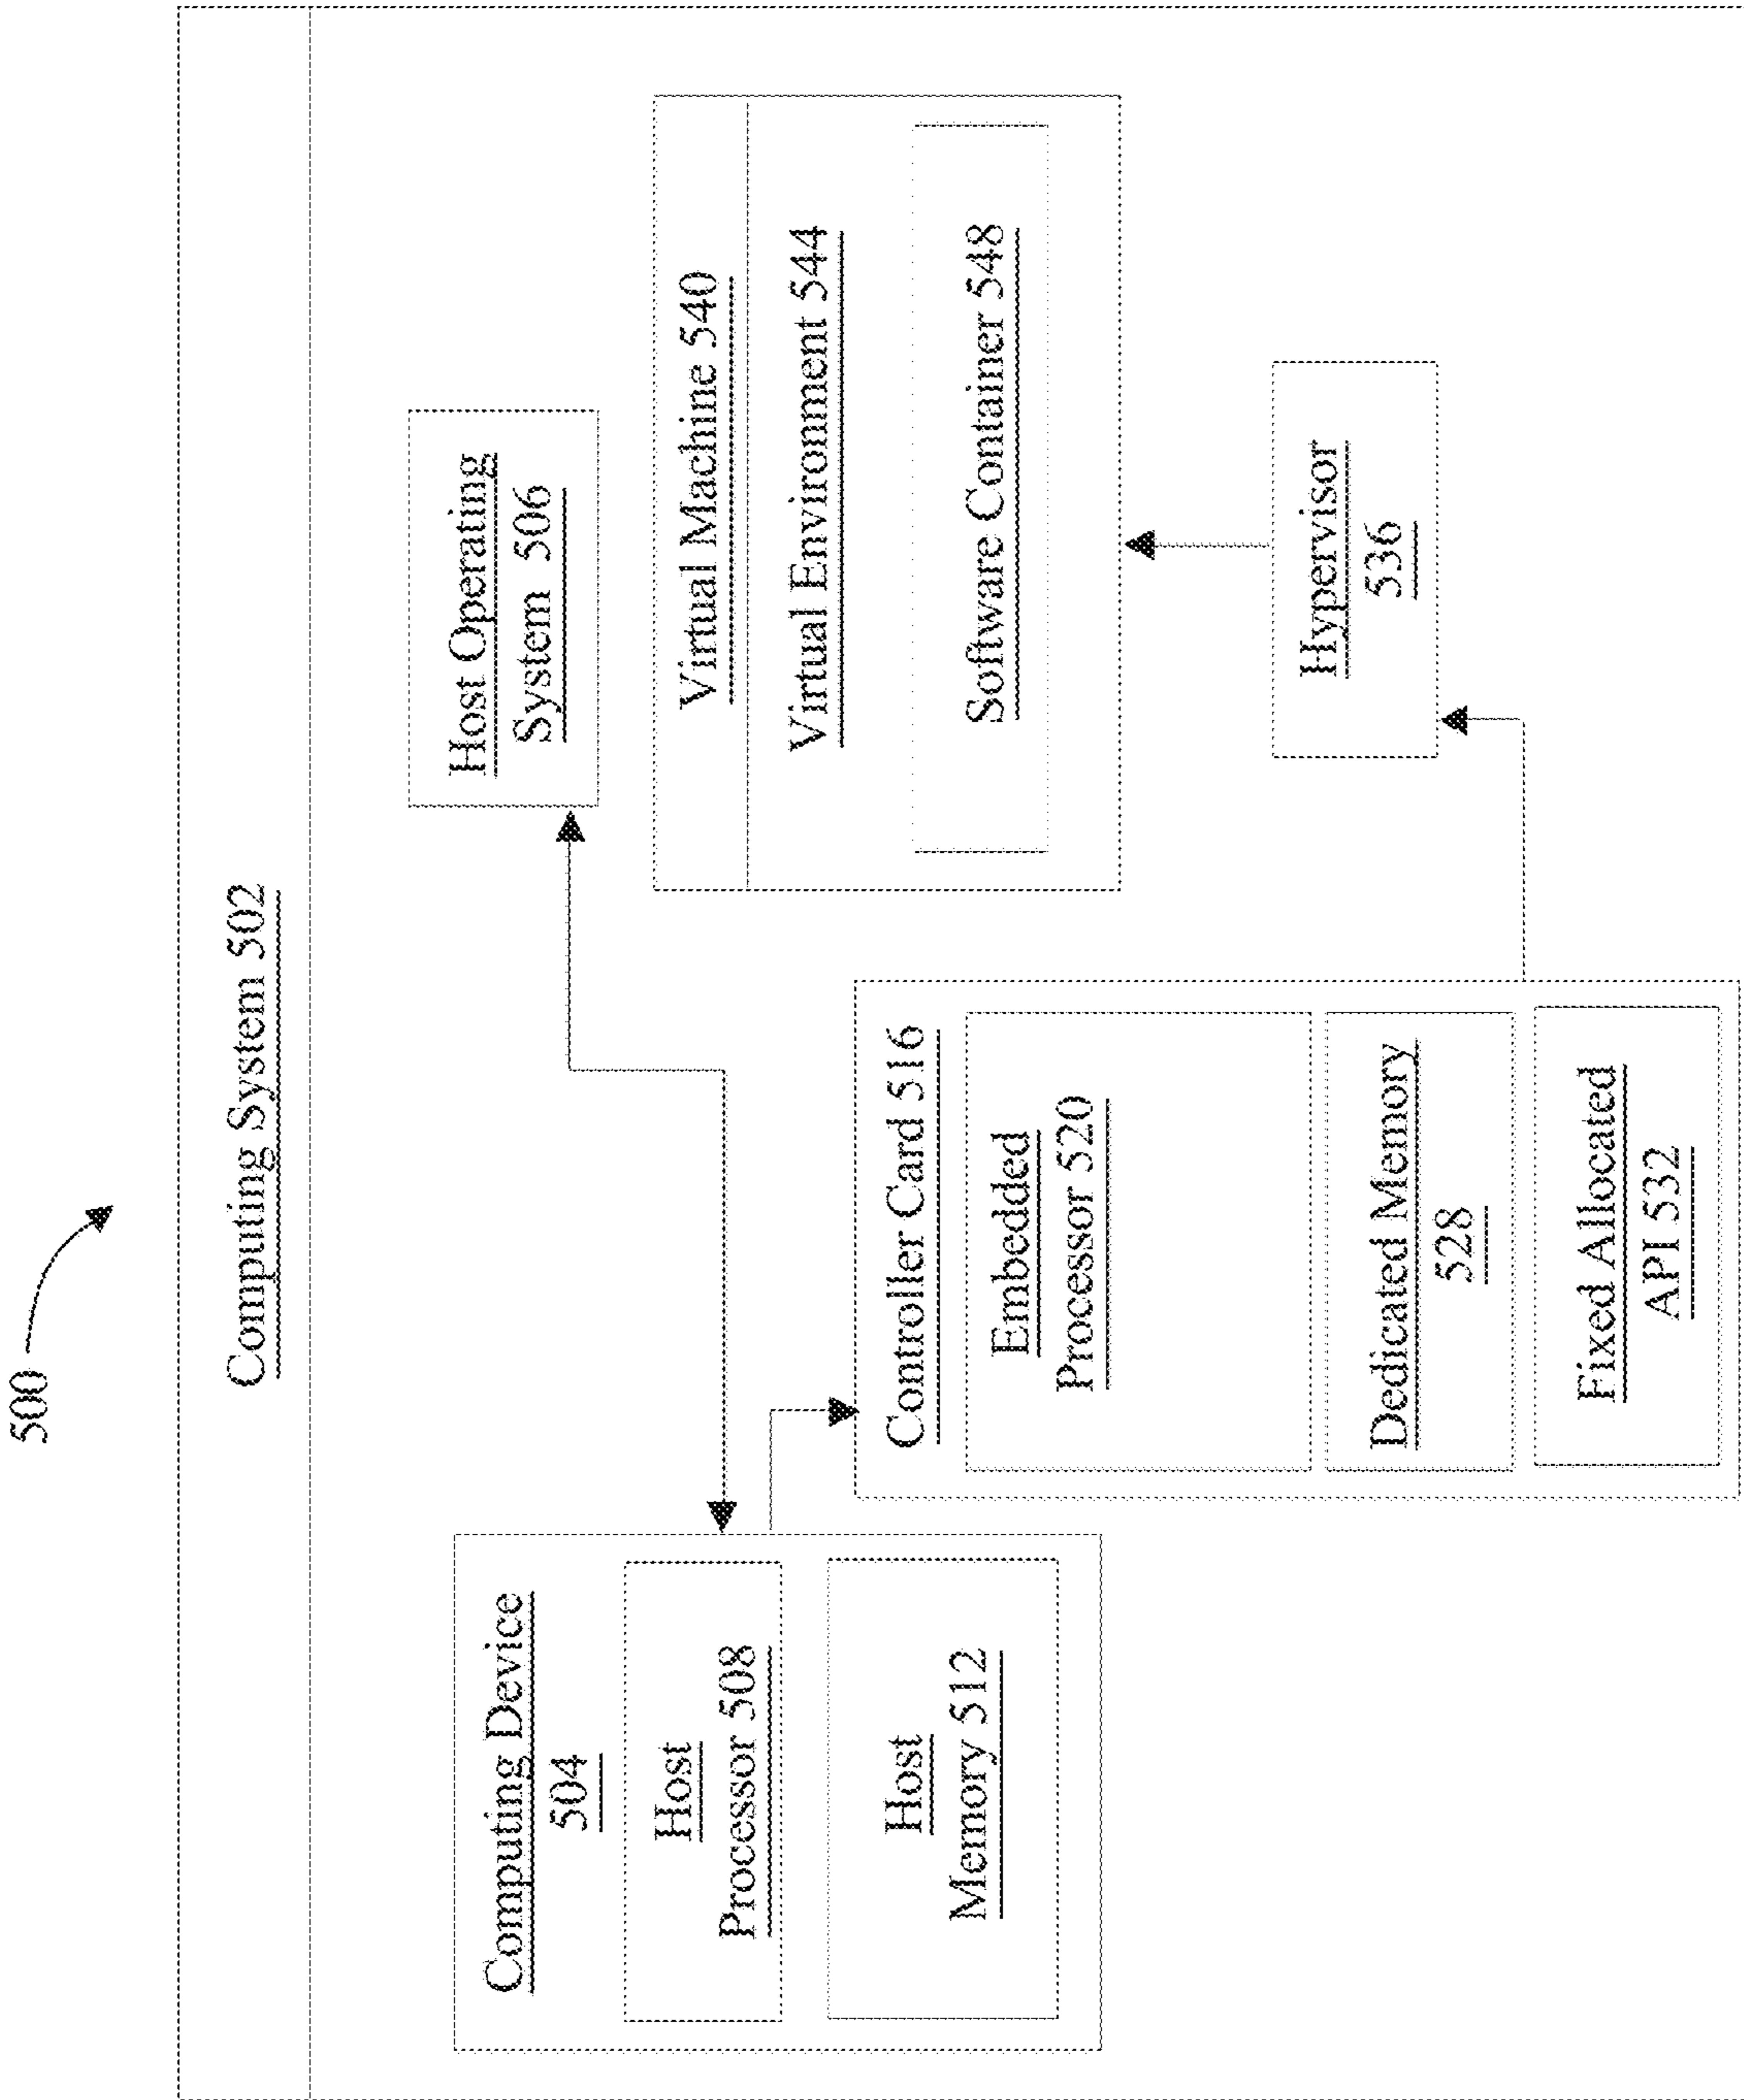 500
Computing System 502
Computing Device
504
Host
Processor 508
Host
Memory 512
Host Operating
System 506
Controller Card 516
Embedded
Processor 520
Dedicated Memory
528
Fixed Allocated
API 532
Virtual Machine 540
Virtual Environment 544
Software Container 548
Hypervisor
536